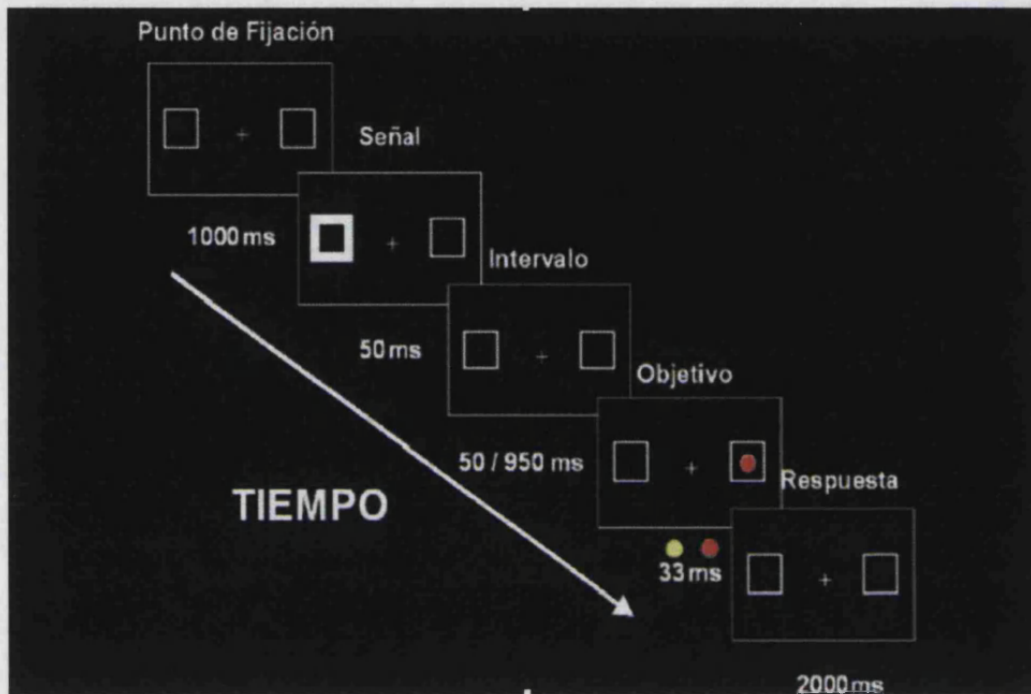 Punto de Fijación
Señal
1000 ms
Intervalo
50 ms
Objetivo
50 / 950 ms
Respuesta
TIEMPO
33 ms
2000 ms